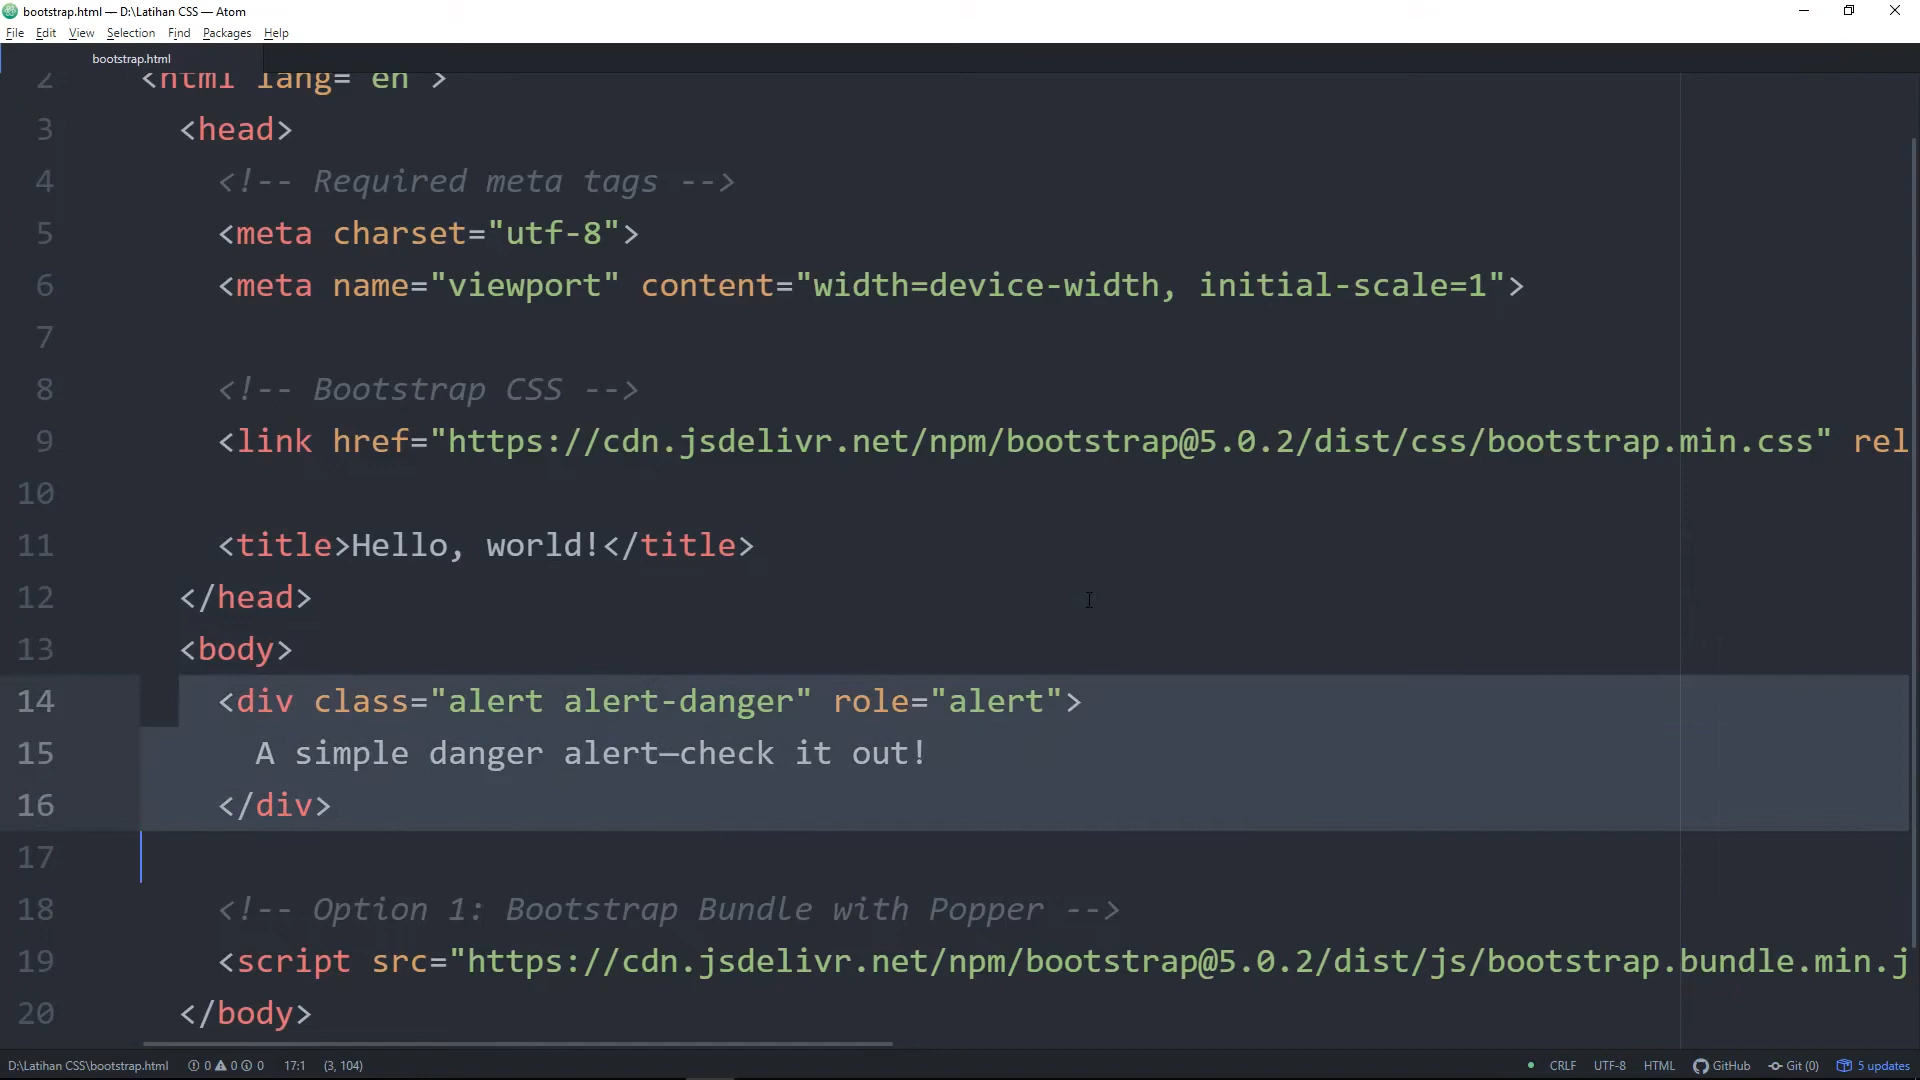 bootstrap.html — D:\Latihan CSS — Atom
File Edit View Selection Find Packages Help
bootstrap.html
2 <html lang="en">
3 <head>
4 <!-- Required meta tags -->
5 <meta charset="utf-8">
6 <meta name="viewport" content="width=device-width, initial-scale=1">
7
8 <!-- Bootstrap CSS -->
9 <link href="https://cdn.jsdelivr.net/npm/bootstrap@5.0.2/dist/css/bootstrap.min.css" rel
10
11 <title>Hello, world!</title>
12 </head>
13 <body>
14 <div class="alert alert-danger" role="alert">
15 A simple danger alert—check it out!
16 </div>
17
18 <!-- Option 1: Bootstrap Bundle with Popper -->
19 <script src="https://cdn.jsdelivr.net/npm/bootstrap@5.0.2/dist/js/bootstrap.bundle.min.j
20 </body>
D:\Latihan CSS\bootstrap.html 0 0 0 17:1 (3, 104) CRLF UTF-8 HTML GitHub Git (0) 5 updates